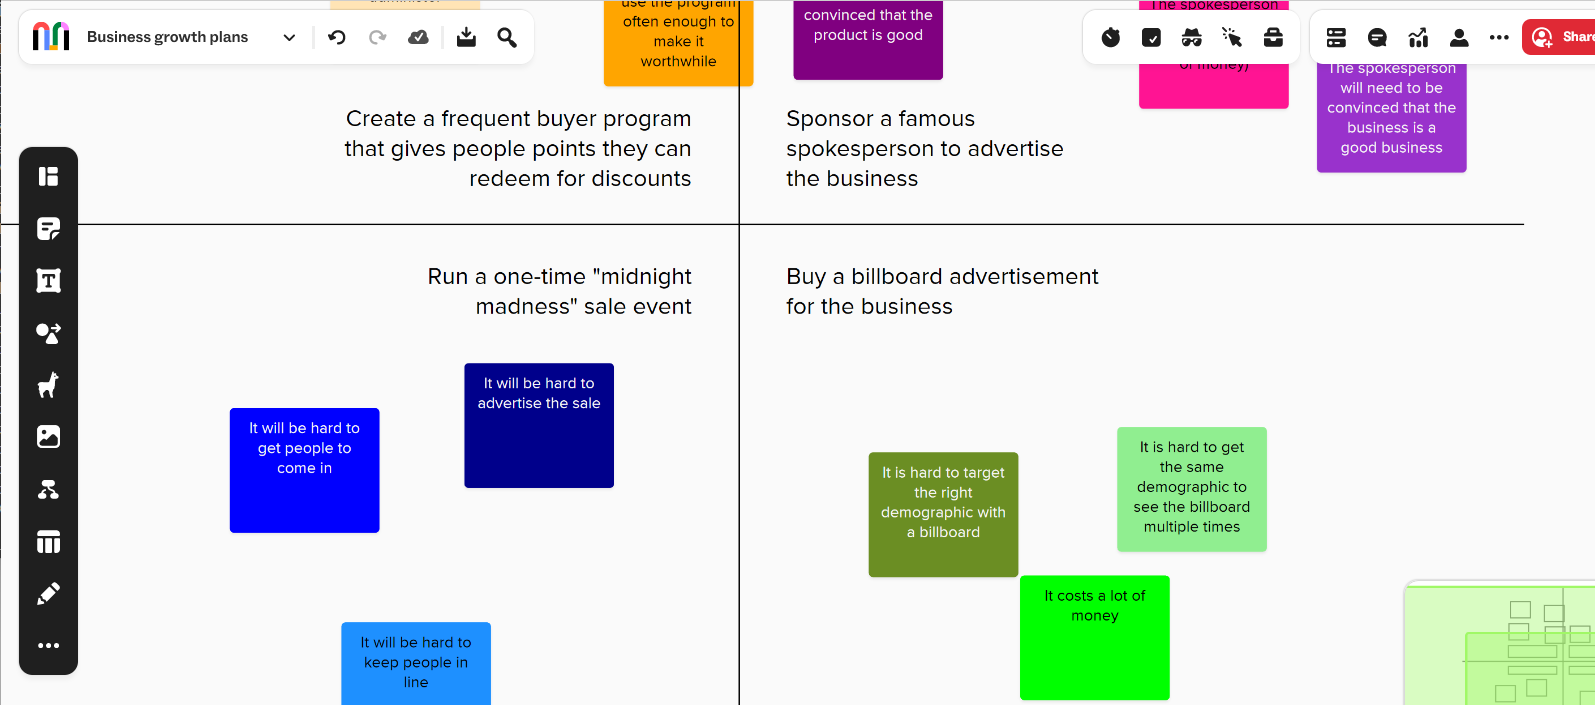 administer
use the program
often enough to
make it
worthwhile
convinced that the
product is good
The spokesperson
of money)
Business growth plans
Share
The spokesperson
will need to be
convinced that the
business is a
good business
Create a frequent buyer program
that gives people points they can
redeem for discounts
Sponsor a famous
spokesperson to advertise
the business
Run a one-time "midnight
madness" sale event
Buy a billboard advertisement
for the business
It will be hard to
advertise the sale
It will be hard to
get people to
come in
It will be hard to
keep people in
line
It is hard to target
the right
demographic with
a billboard
It is hard to get
the same
demographic to
see the billboard
multiple times
It costs a lot of
money